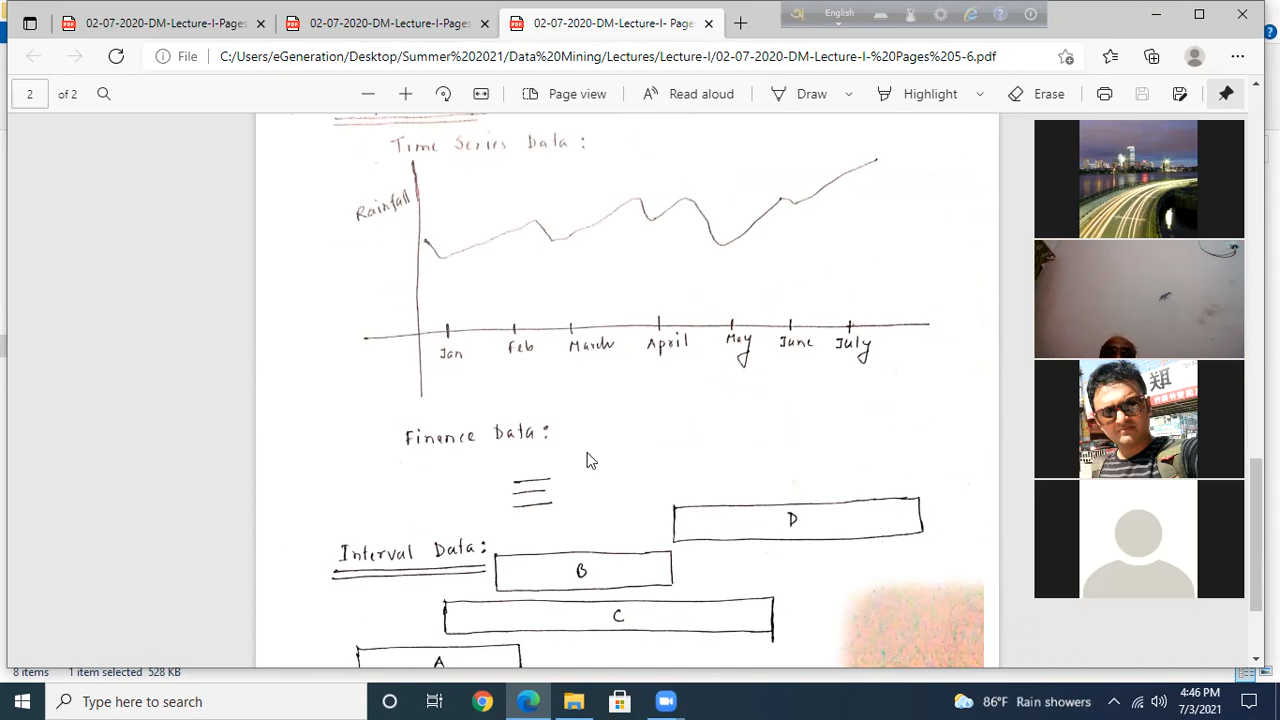 02-07-2020-DM-Lecture-I-Pages
02-07-2020-DM-Lecture-I-Pages
02-07-2020-DM-Lecture-I- Page
English
C:/Users/eGeneration/Desktop/Summer%202021/Data%20Mining/Lectures/Lecture-I/02-07-2020-DM-Lecture-I-%20Pages%205-6.pdf
2 of 2
Page view
Read aloud
Draw
Highlight
Erase
Time Series Data:
Rainfall
Jan Feb March April May June July
Finance Data:
D
Interval Data:
B
C
A
8 items 1 item selected 528 KB
Type here to search
86°F Rain showers
4:46 PM
7/3/2021